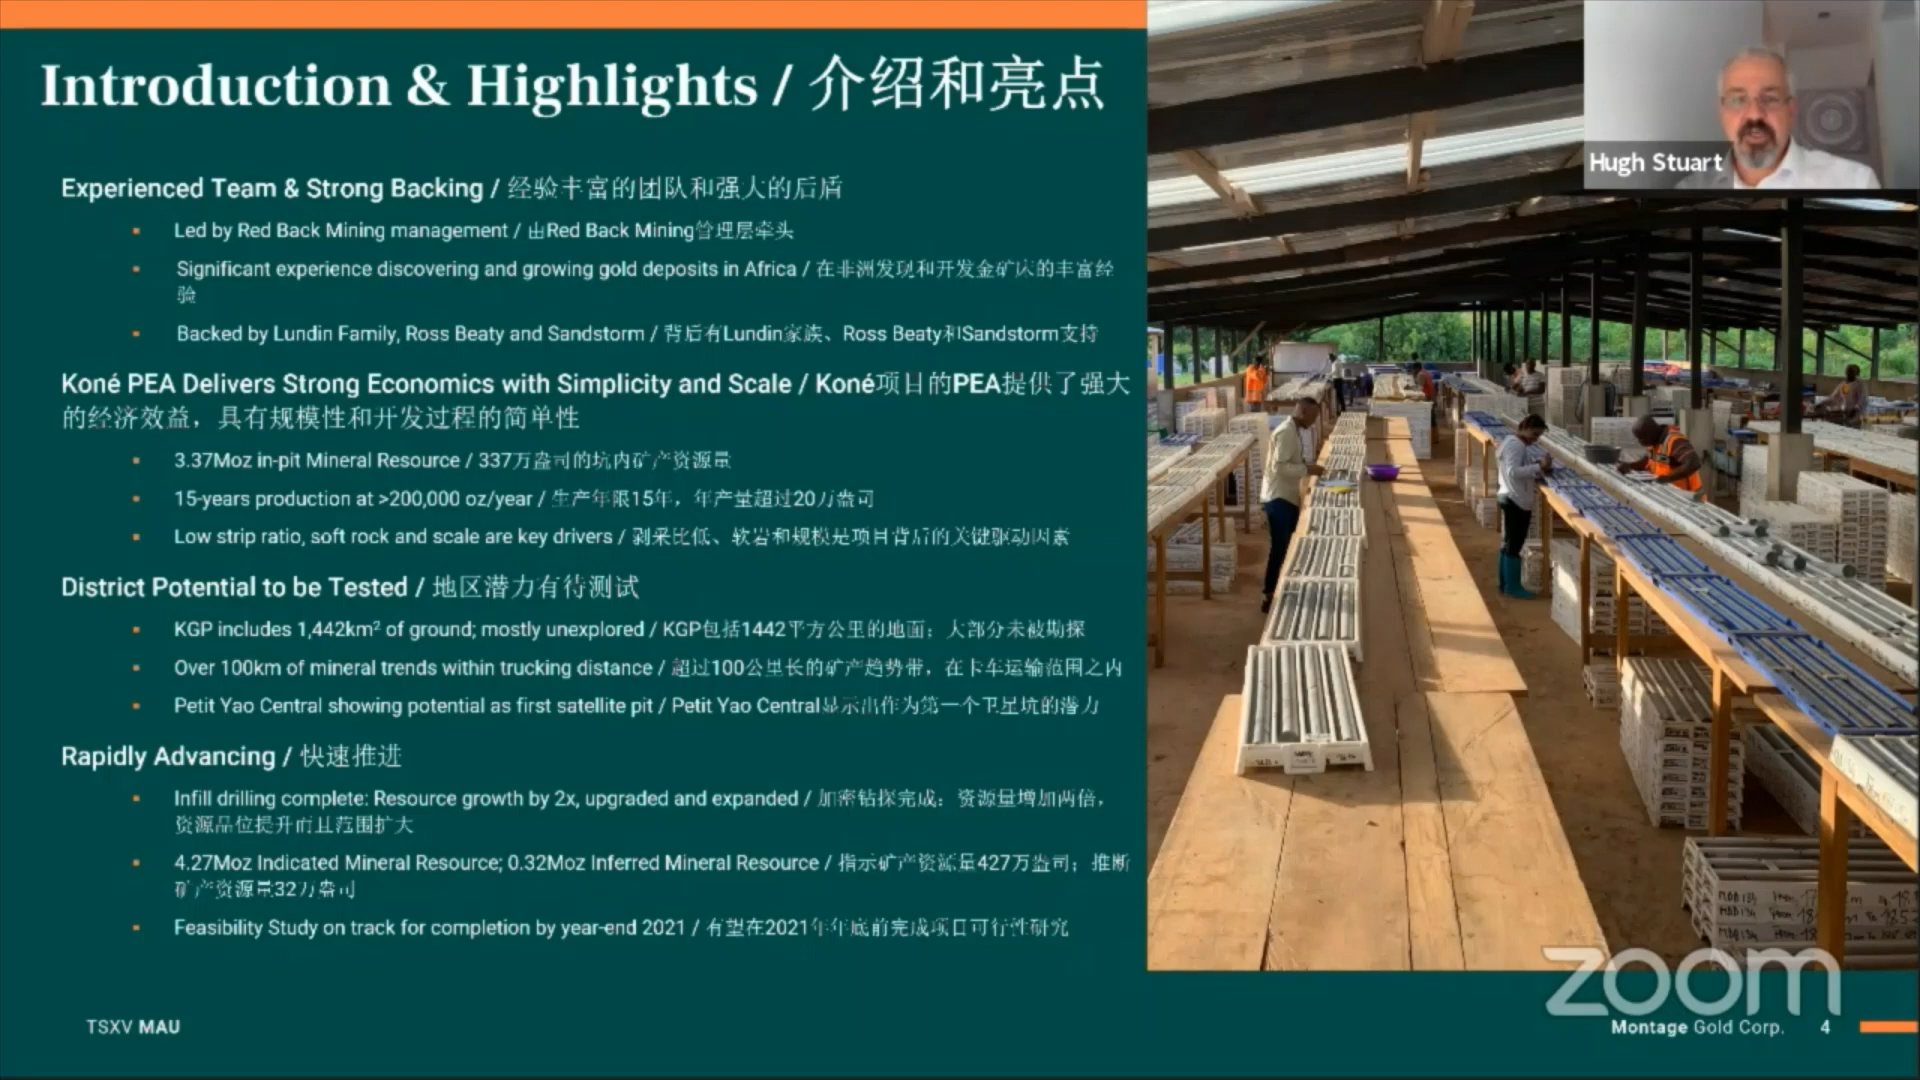 Introduction & Highlights / 介绍和亮点
Hugh Stuart
Experienced Team & Strong Backing / 经验丰富的团队和强大的后盾
Led by Red Back Mining management / 由Red Back Mining管理层牵头
Significant experience discovering and growing gold deposits in Africa / 在非洲发现和开发金矿床的丰富经
验
Backed by Lundin Family, Ross Beaty and Sandstorm / 背后有Lundin家族、Ross Beaty和Sandstorm支持
Koné PEA Delivers Strong Economics with Simplicity and Scale / Koné项目的PEA提供了强大
的经济效益，具有规模性和开发过程的简单性
3.37Moz in-pit Mineral Resource / 337万盎司的坑内矿产资源量
15-years production at >200,000 oz/year / 生产年限15年，年产量超过20万盎司
Low strip ratio, soft rock and scale are key drivers / 剥采比低、软岩和规模是项目背后的关键驱动因素
District Potential to be Tested / 地区潜力有待测试
KGP includes 1,442km² of ground; mostly unexplored / KGP包括1442平方公里的地面；大部分未被勘探
Over 100km of mineral trends within trucking distance / 超过100公里长的矿产趋势带，在卡车运输范围之内
Petit Yao Central showing potential as first satellite pit / Petit Yao Central显示出作为第一个卫星坑的潜力
Rapidly Advancing / 快速推进
Infill drilling complete: Resource growth by 2x, upgraded and expanded / 加密钻探完成：资源量增加两倍，
资源品位提升而且范围扩大
4.27Moz Indicated Mineral Resource; 0.32Moz Inferred Mineral Resource / 指示矿产资源量427万盎司；推断
矿产资源量32万盎司
Feasibility Study on track for completion by year-end 2021 / 有望在2021年年底前完成项目可行性研究
zoom
TSXV MAU
Montage Gold Corp. 4